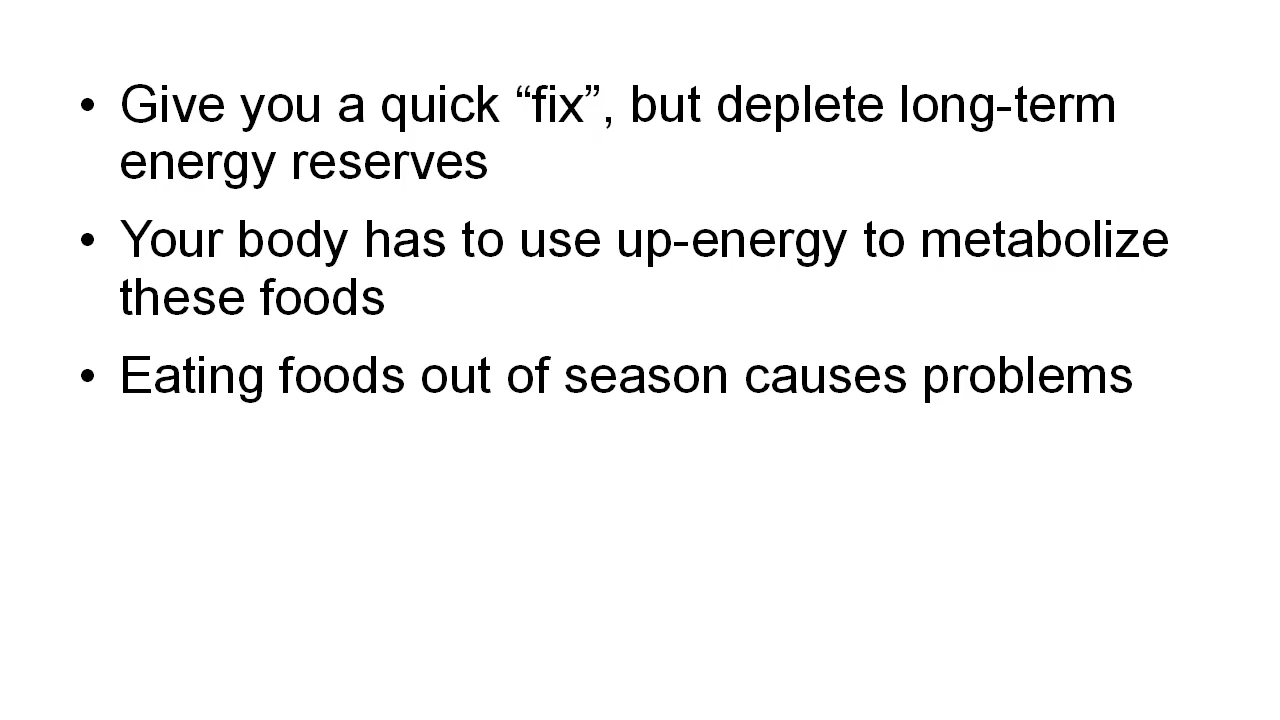 • Give you a quick “fix”, but deplete long-term
energy reserves
• Your body has to use up-energy to metabolize
these foods
• Eating foods out of season causes problems